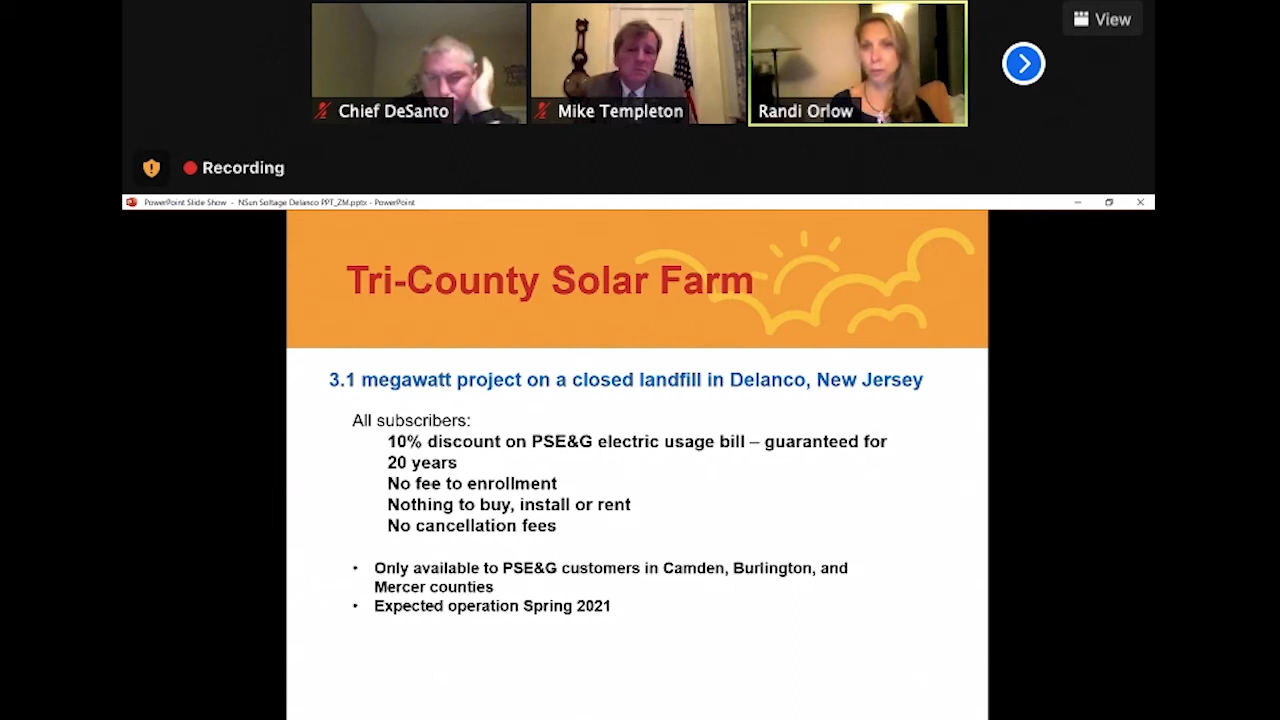 View
Chief DeSanto
Mike Templeton
Randi Orlow
Recording
PowerPoint Slide Show - NSun Soltage Delanco PPT_ZM.pptx - PowerPoint
Tri-County Solar Farm
3.1 megawatt project on a closed landfill in Delanco, New Jersey
All subscribers:
10% discount on PSE&G electric usage bill – guaranteed for
20 years
No fee to enrollment
Nothing to buy, install or rent
No cancellation fees
• Only available to PSE&G customers in Camden, Burlington, and
Mercer counties
• Expected operation Spring 2021